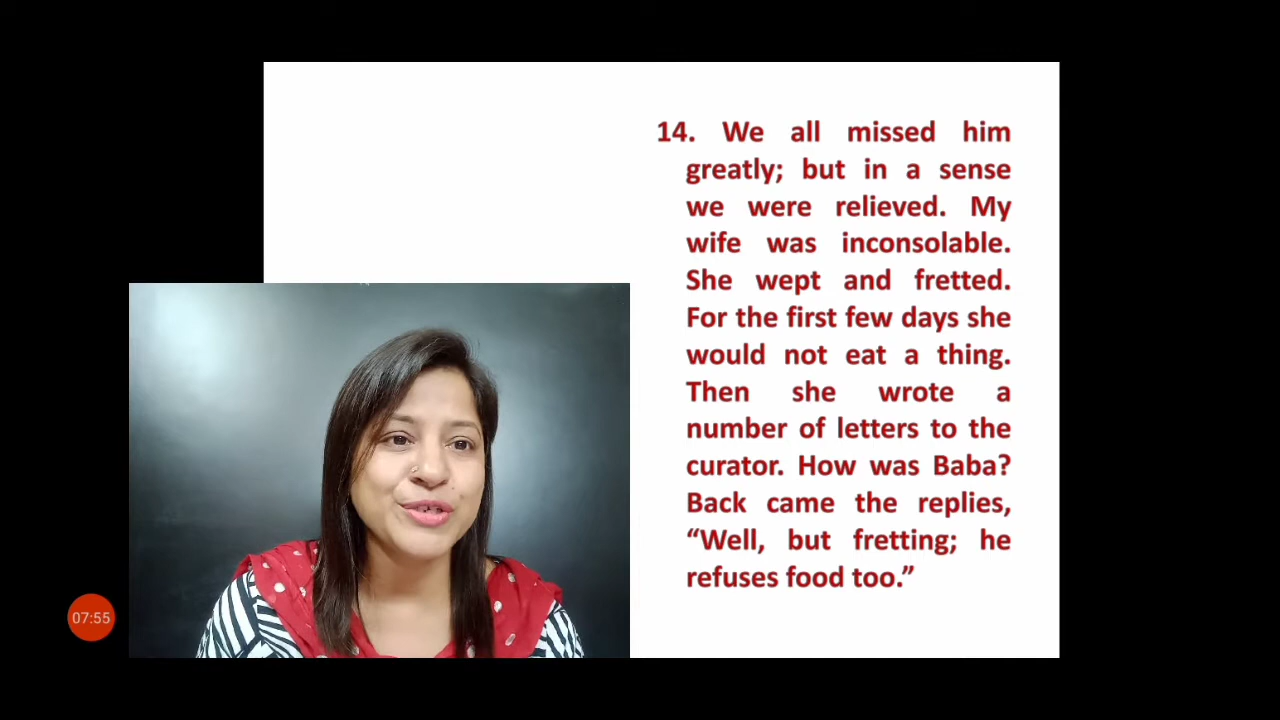 14. We all missed him
greatly; but in a sense
we were relieved. My
wife was inconsolable.
She wept and fretted.
For the first few days she
would not eat a thing.
Then she wrote a
number of letters to the
curator. How was Baba?
Back came the replies,
“Well, but fretting; he
refuses food too.”
07:55